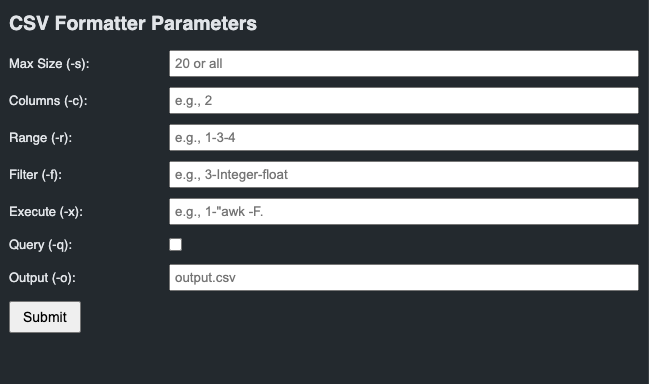 CSV Formatter Parameters
Max Size (-s): 20 or all
Columns (-c): e.g., 2
Range (-r): e.g., 1-3-4
Filter (-f): e.g., 3-Integer-float
Execute (-x): e.g., 1-"awk -F.
Query (-q):
Output (-o): output.csv
Submit